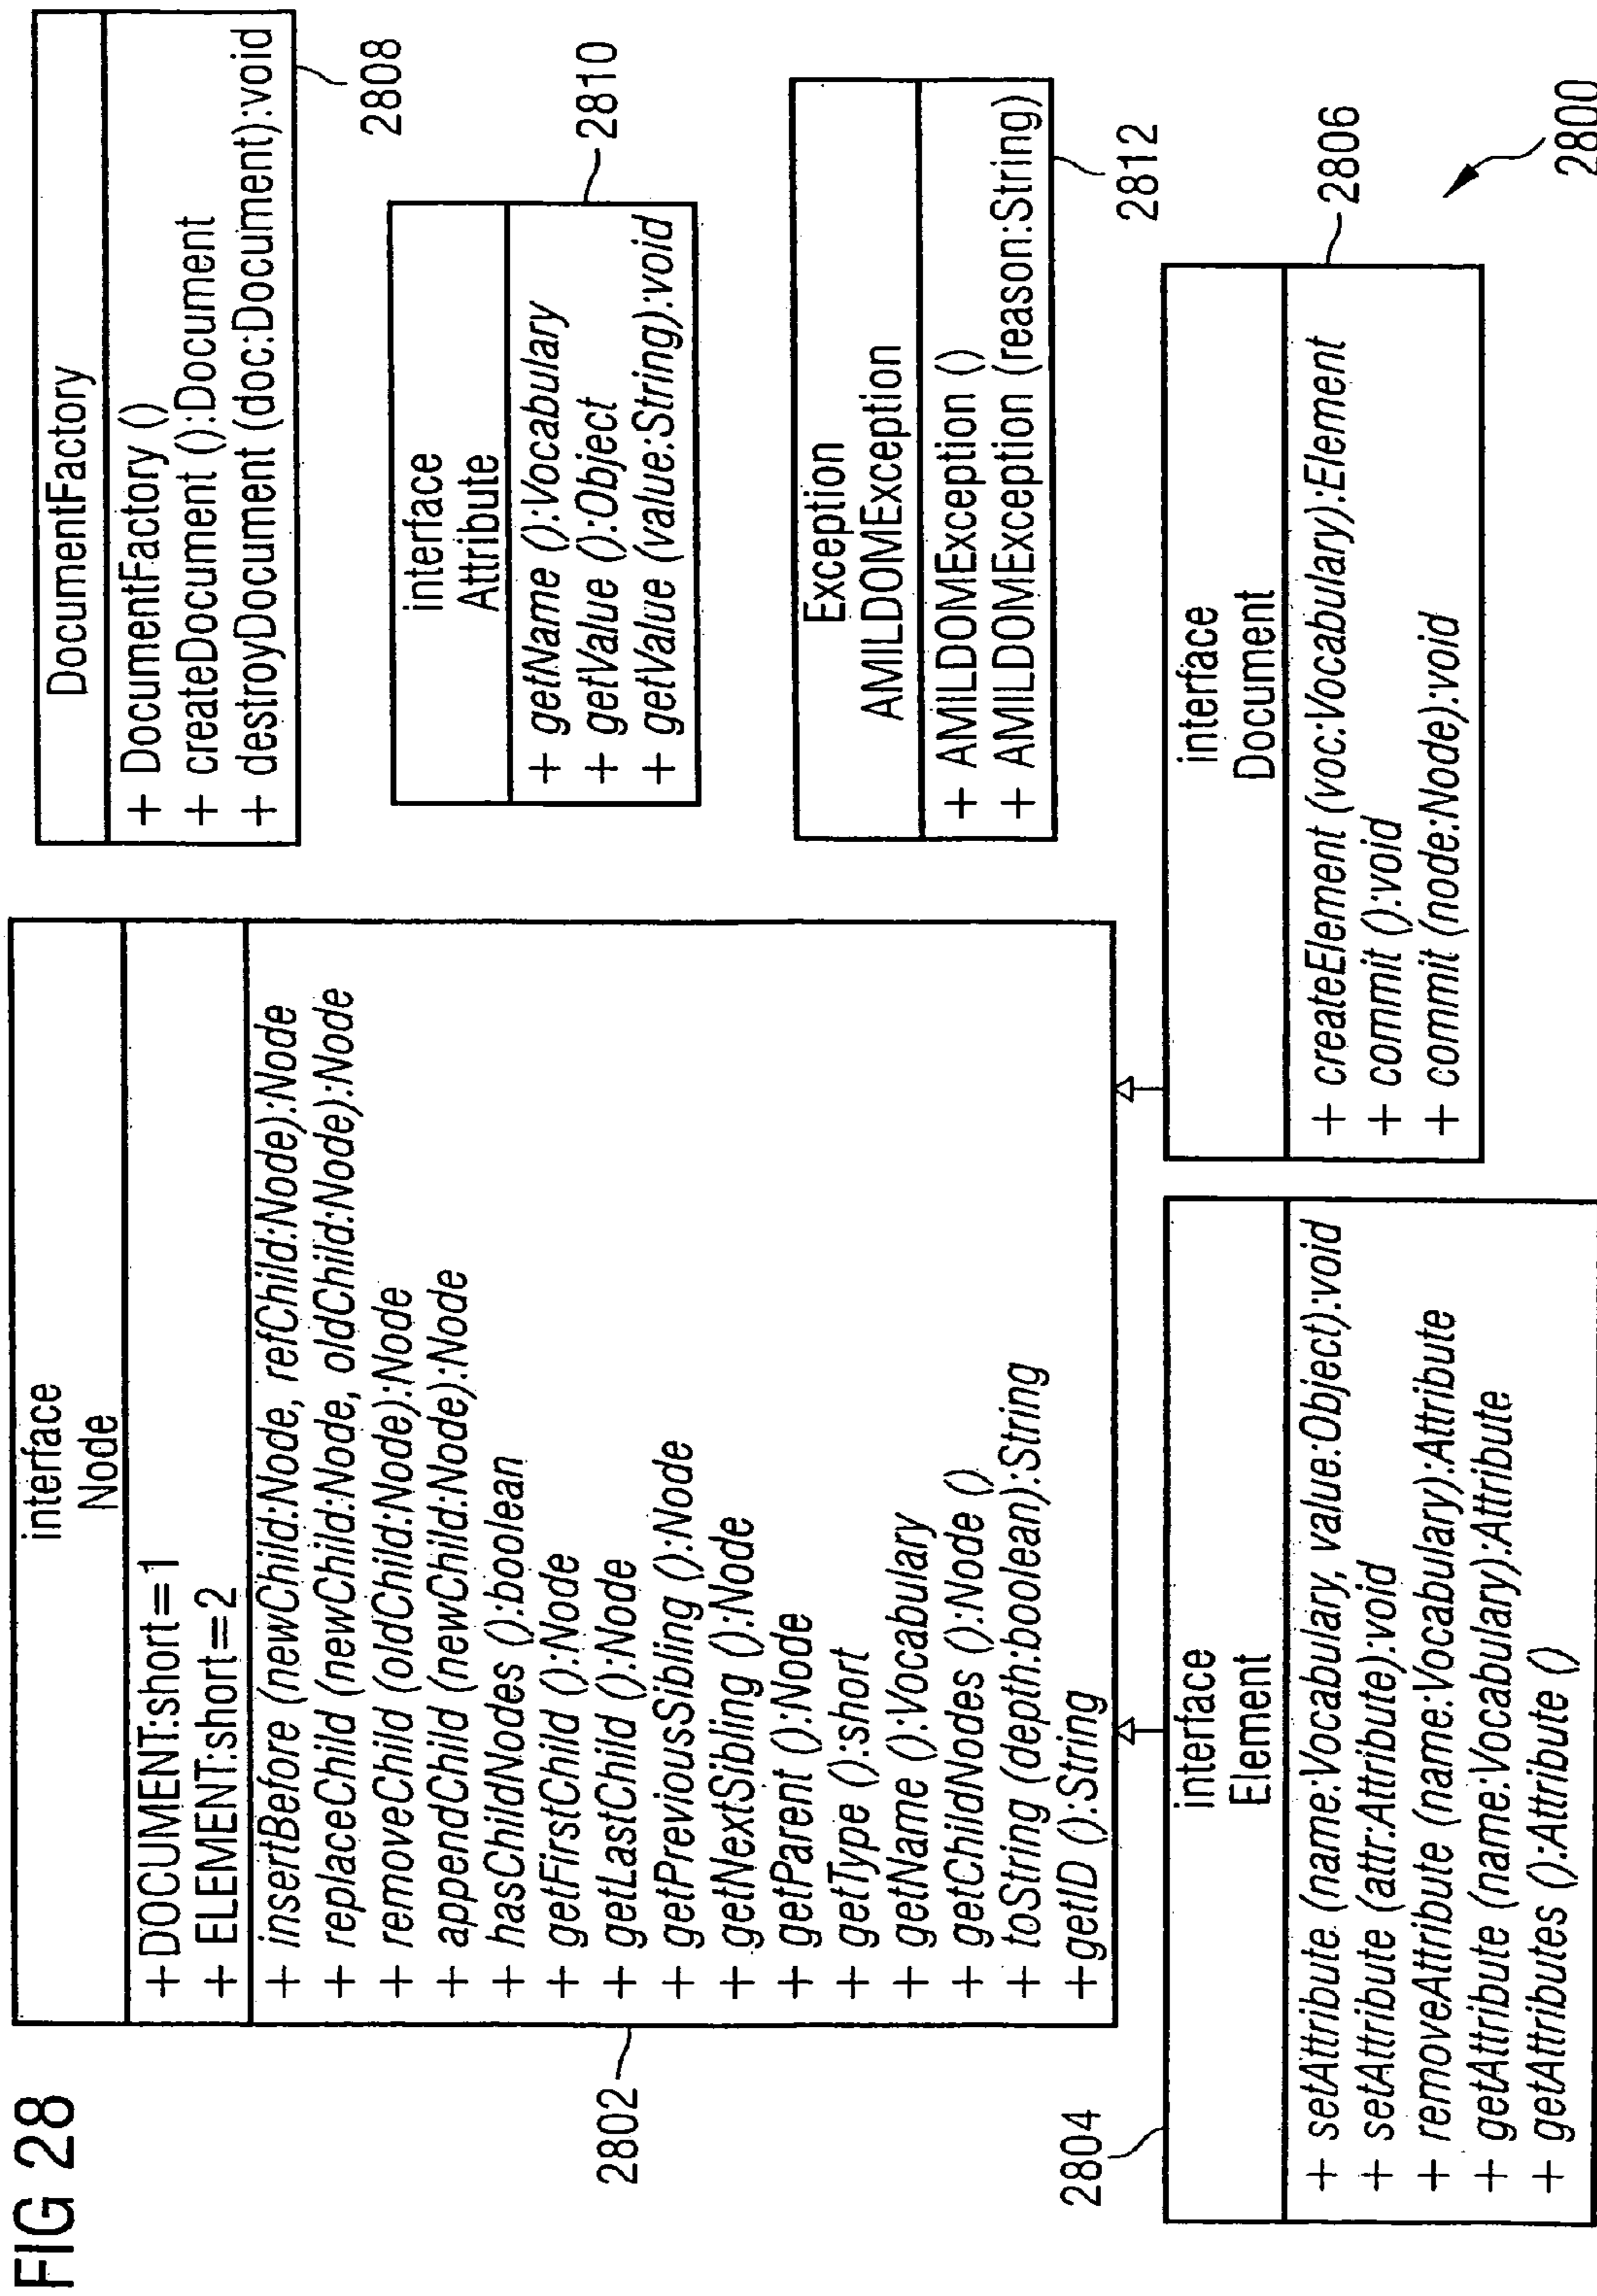 FIG 28
interface
Node
+ DOCUMENT:short=1
+ ELEMENT:short=2
+ insertBefore (newChild:Node, refChild:Node):Node
+ replaceChild (newChild:Node, oldChild:Node):Node
+ removeChild (oldChild:Node):Node
+ appendChild (newChild:Node):Node
+ hasChildNodes ():boolean
+ getFirstChild ():Node
+ getLastChild ():Node
+ getPreviousSibling ():Node
+ getNextSibling ():Node
+ getParent ():Node
+ getType ():short
+ getName ():Vocabulary
+ getChildNodes ():Node ()
+ toString (depth:boolean):String
+getID ():String
2802
DocumentFactory
+ DocumentFactory ()
+ createDocument ():Document
+ destroyDocument (doc:Document):void
2808
interface
Attribute
+ getName ():Vocabulary
+ getValue ():Object
+ getValue (value:String):void
2810
Exception
AMILDOMException
+ AMILDOMException ()
+ AMILDOMException (reason:String)
2812
2804
interface
Element
+ setAttribute (name:Vocabulary, value:Object):void
+ setAttribute (attr:Attribute):void
+ removeAttribute (name:Vocabulary):Attribute
+ getAttribute (name:Vocabulary):Attribute
+ getAttributes ():Attribute ()
interface
Document
+ createElement (voc:Vocabulary):Element
+ commit ():void
+ commit (node:Node):void
2806
2800